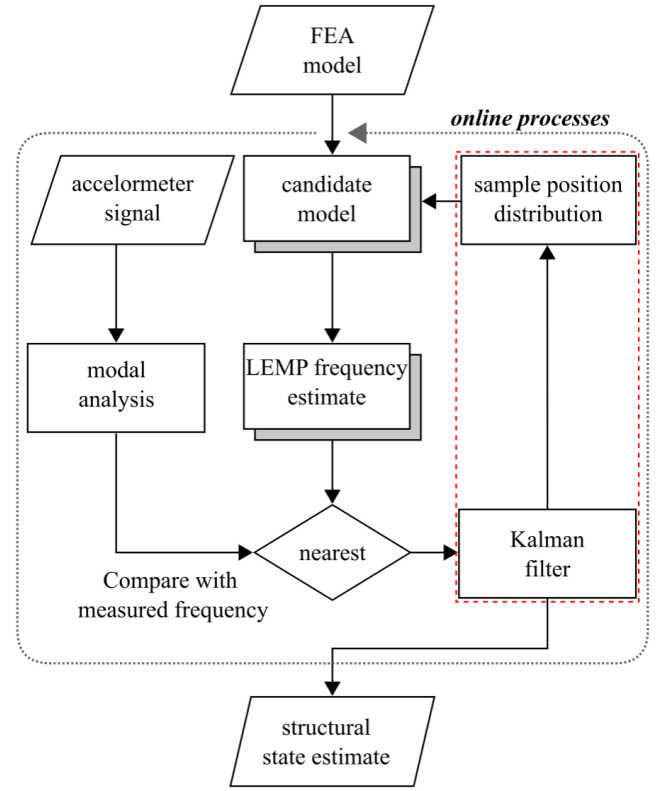 FEA
model
online processes
accelormeter
signal
candidate
model
sample position
distribution
modal
analysis
LEMP frequency
estimate
nearest
Kalman
filter
Compare with
measured frequency
structural
state estimate